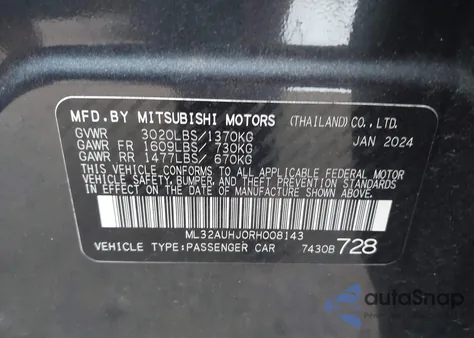 MFD.BY MITSUBISHI MOTORS (THAILAND)CO.,LTD.
GVWR 3020LBS/1370KG JAN 2024
GAWR FR 1609LBS/ 730KG
GAWR RR 1477LBS/ 670KG
THIS VEHICLE CONFORMS TO ALL APPLICABLE FEDERAL MOTOR
VEHICLE SAFETY, BUMPER, AND THEFT PREVENTION STANDARDS
IN EFFECT ON THE DATE OF MANUFACTURE SHOWN ABOVE.
ML32AUHJ0RH008143
VEHICLE TYPE:PASSENGER CAR 7430B 728
autoSnap